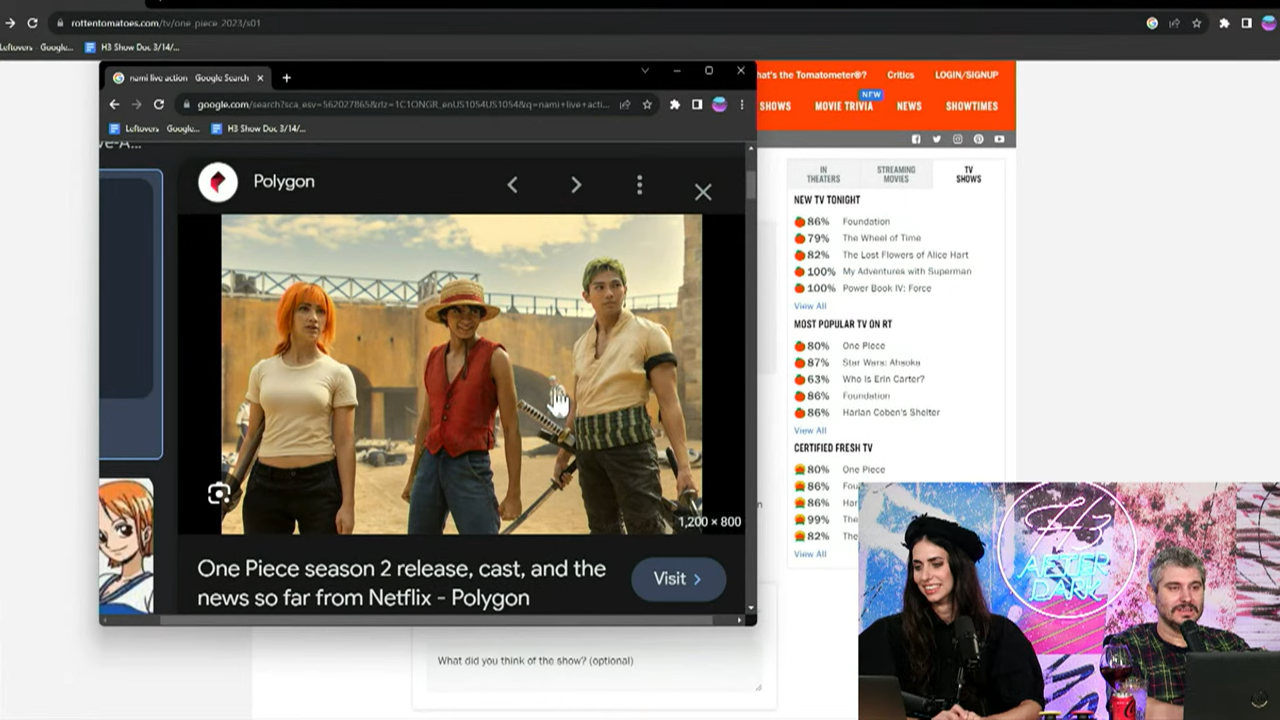 rottentomatoes.com/tv/one_piece_2023/s01
Leftovers - Google...
H3 Show Doc 3/14/...
nami live action - Google Search
google.com/search?sca_esv=562027865&rlz=1C1ONGR_enUS1054US1054&q=nami+live+acti...
Leftovers - Google...
H3 Show Doc 3/14/...
ve-A...
Polygon
1,200 × 800
One Piece season 2 release, cast, and the
news so far from Netflix - Polygon
Visit
What did you think of the show? (optional)
hat's the Tomatometer®?
Critics
LOGIN/SIGNUP
SHOWS
MOVIE TRIVIA
NEW
NEWS
SHOWTIMES
IN
THEATERS
STREAMING
MOVIES
TV
SHOWS
NEW TV TONIGHT
86% Foundation
79% The Wheel of Time
82% The Lost Flowers of Alice Hart
100% My Adventures with Superman
100% Power Book IV: Force
View All
MOST POPULAR TV ON RT
80% One Piece
87% Star Wars: Ahsoka
63% Who Is Erin Carter?
86% Foundation
86% Harlan Coben's Shelter
View All
CERTIFIED FRESH TV
80% One Piece
86% Fou
86% Har
99% The
82% The
View All
H3
AFTER
DARK